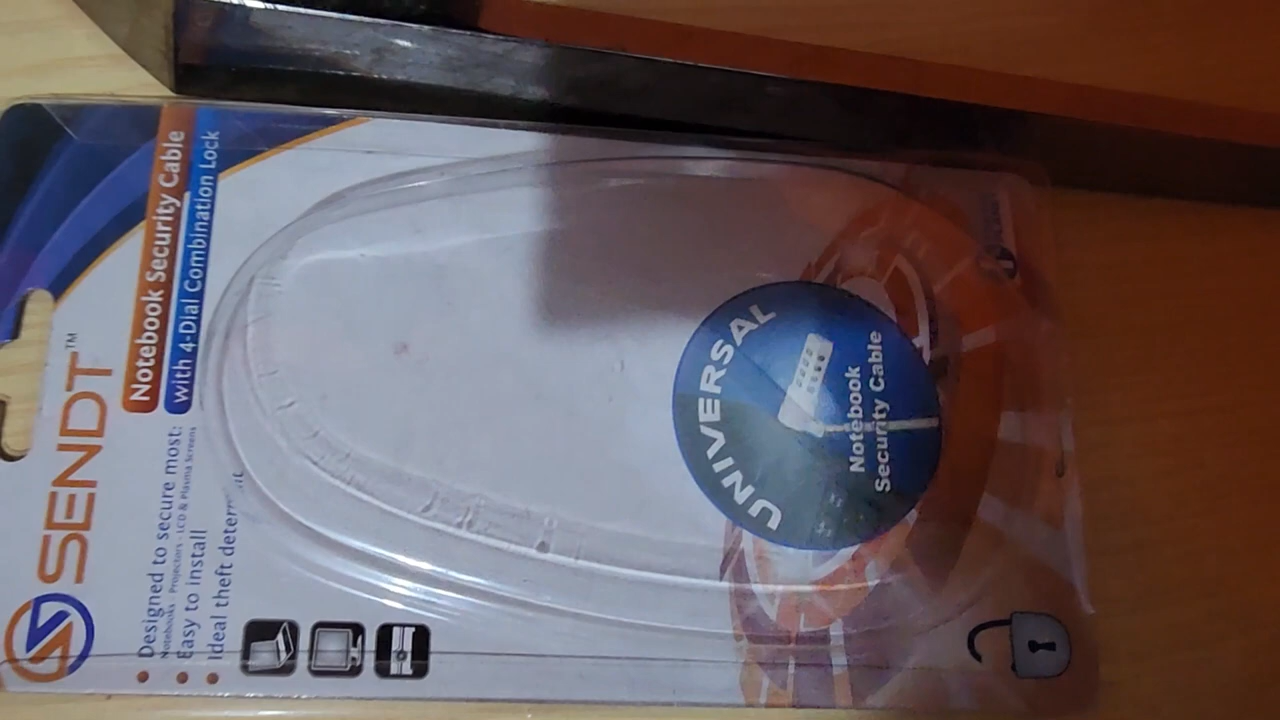 SENDT™
Notebook Security Cable
with 4-Dial Combination Lock
Designed to secure most:
Notebooks - Projectors - LCD & Plasma Screens
Easy to install
Ideal theft deterrent
UNIVERSAL
Notebook
Security Cable